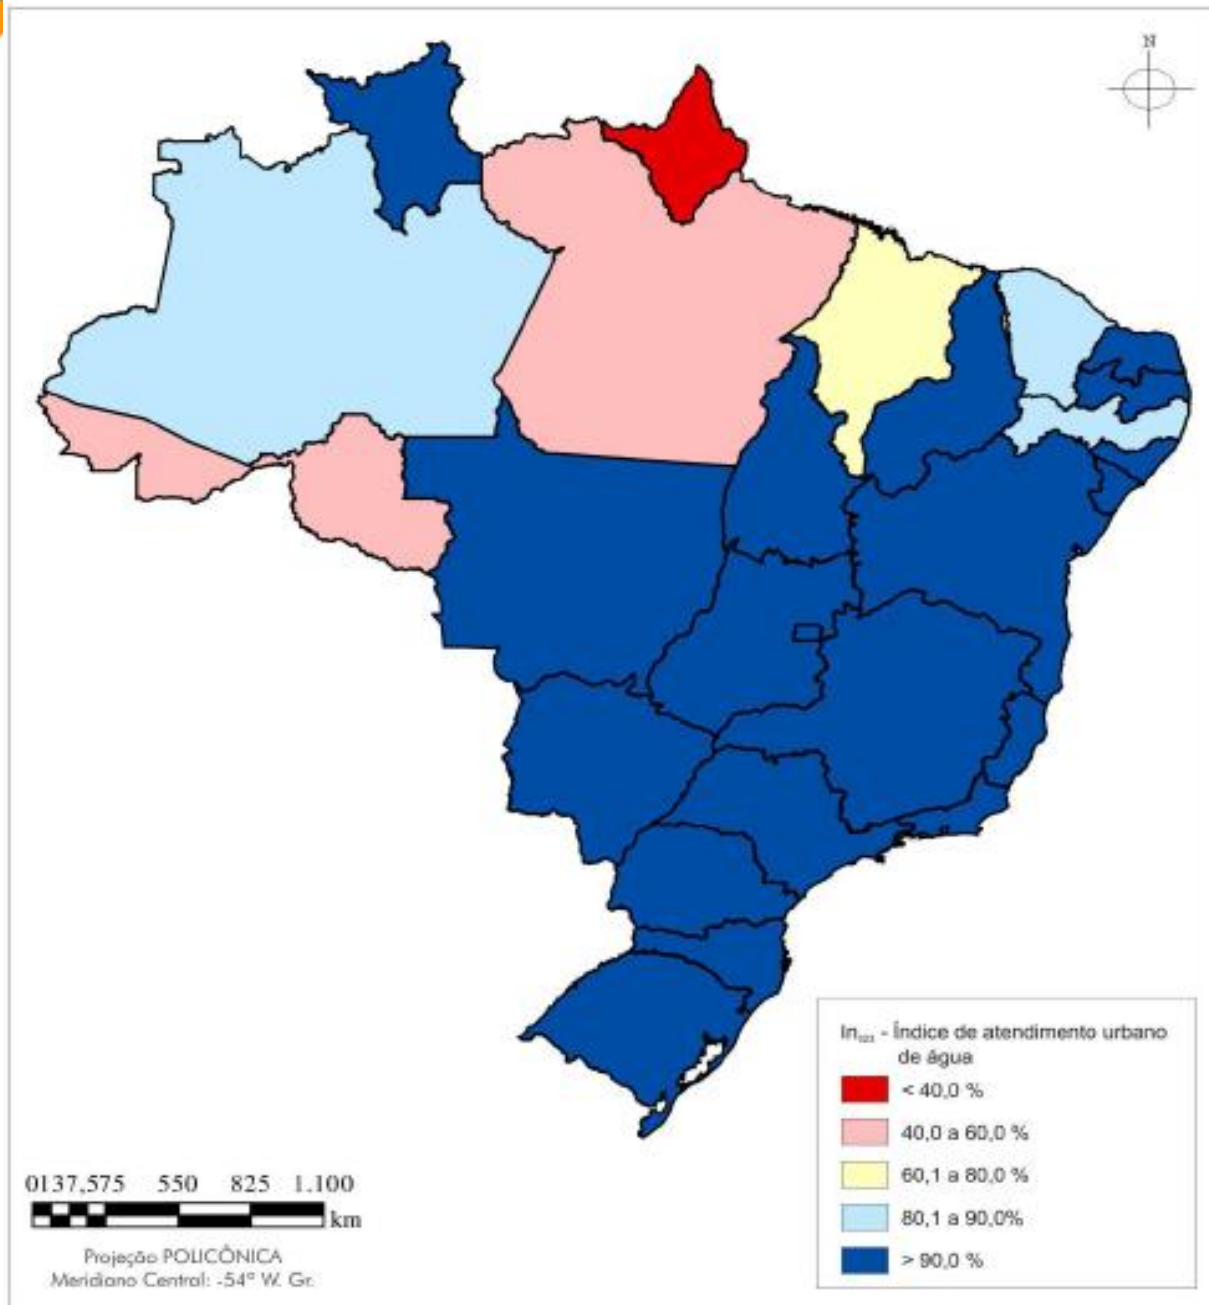 N
In₀₂₃ - Índice de atendimento urbano
de água
< 40,0 %
40,0 a 60,0 %
60,1 a 80,0 %
80,1 a 90,0%
> 90,0 %
0137,575 550 825 1.100
km
Projeção POLICÔNICA
Meridiano Central: -54º W. Gr.